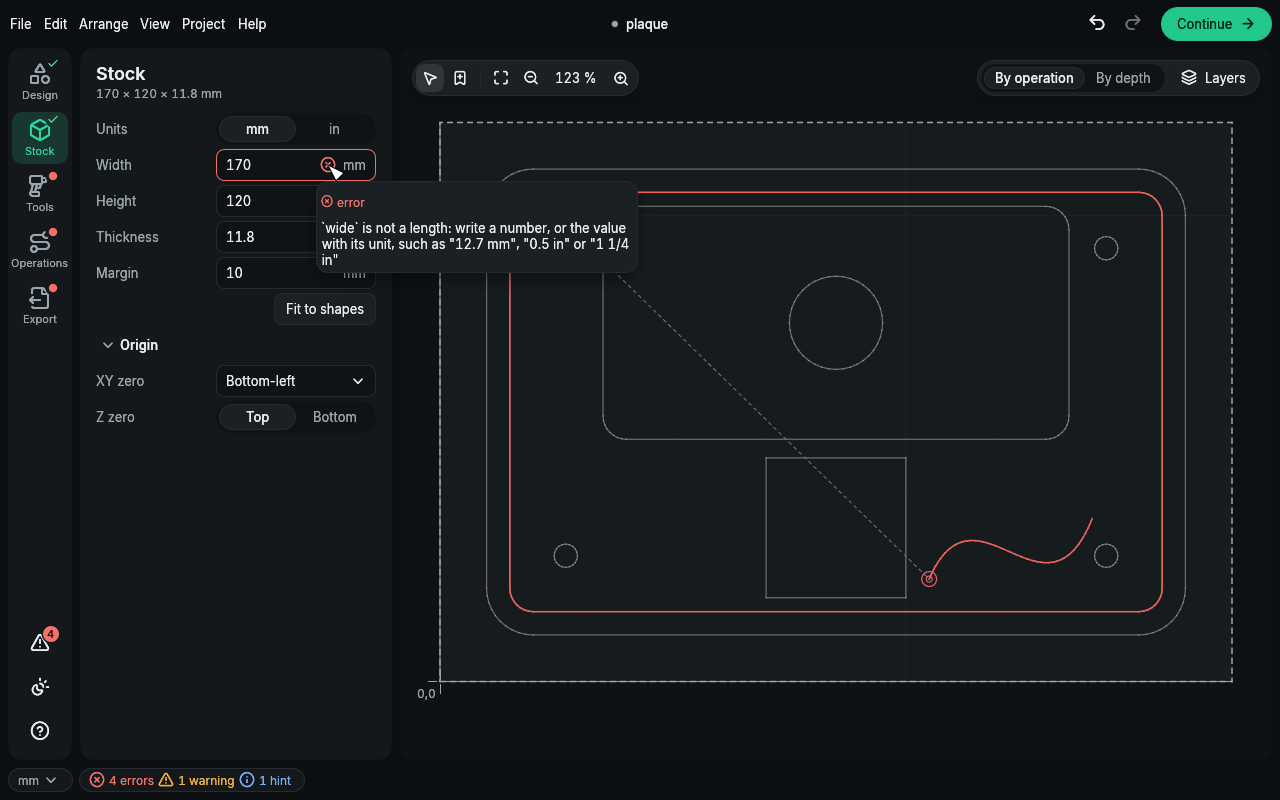 File Edit Arrange View Project Help
plaque
Continue
Design
Stock
Tools
Operations
Export
4
Stock
170 × 120 × 11.8 mm
Units mm in
Width 170 mm
Height 120
Thickness 11.8
Margin 10 mm
Fit to shapes
Origin
XY zero Bottom-left
Z zero Top Bottom
error
`wide` is not a length: write a number, or the value
with its unit, such as "12.7 mm", "0.5 in" or "1 1/4
in"
123 %
By operation By depth Layers
0,0
mm 4 errors 1 warning 1 hint